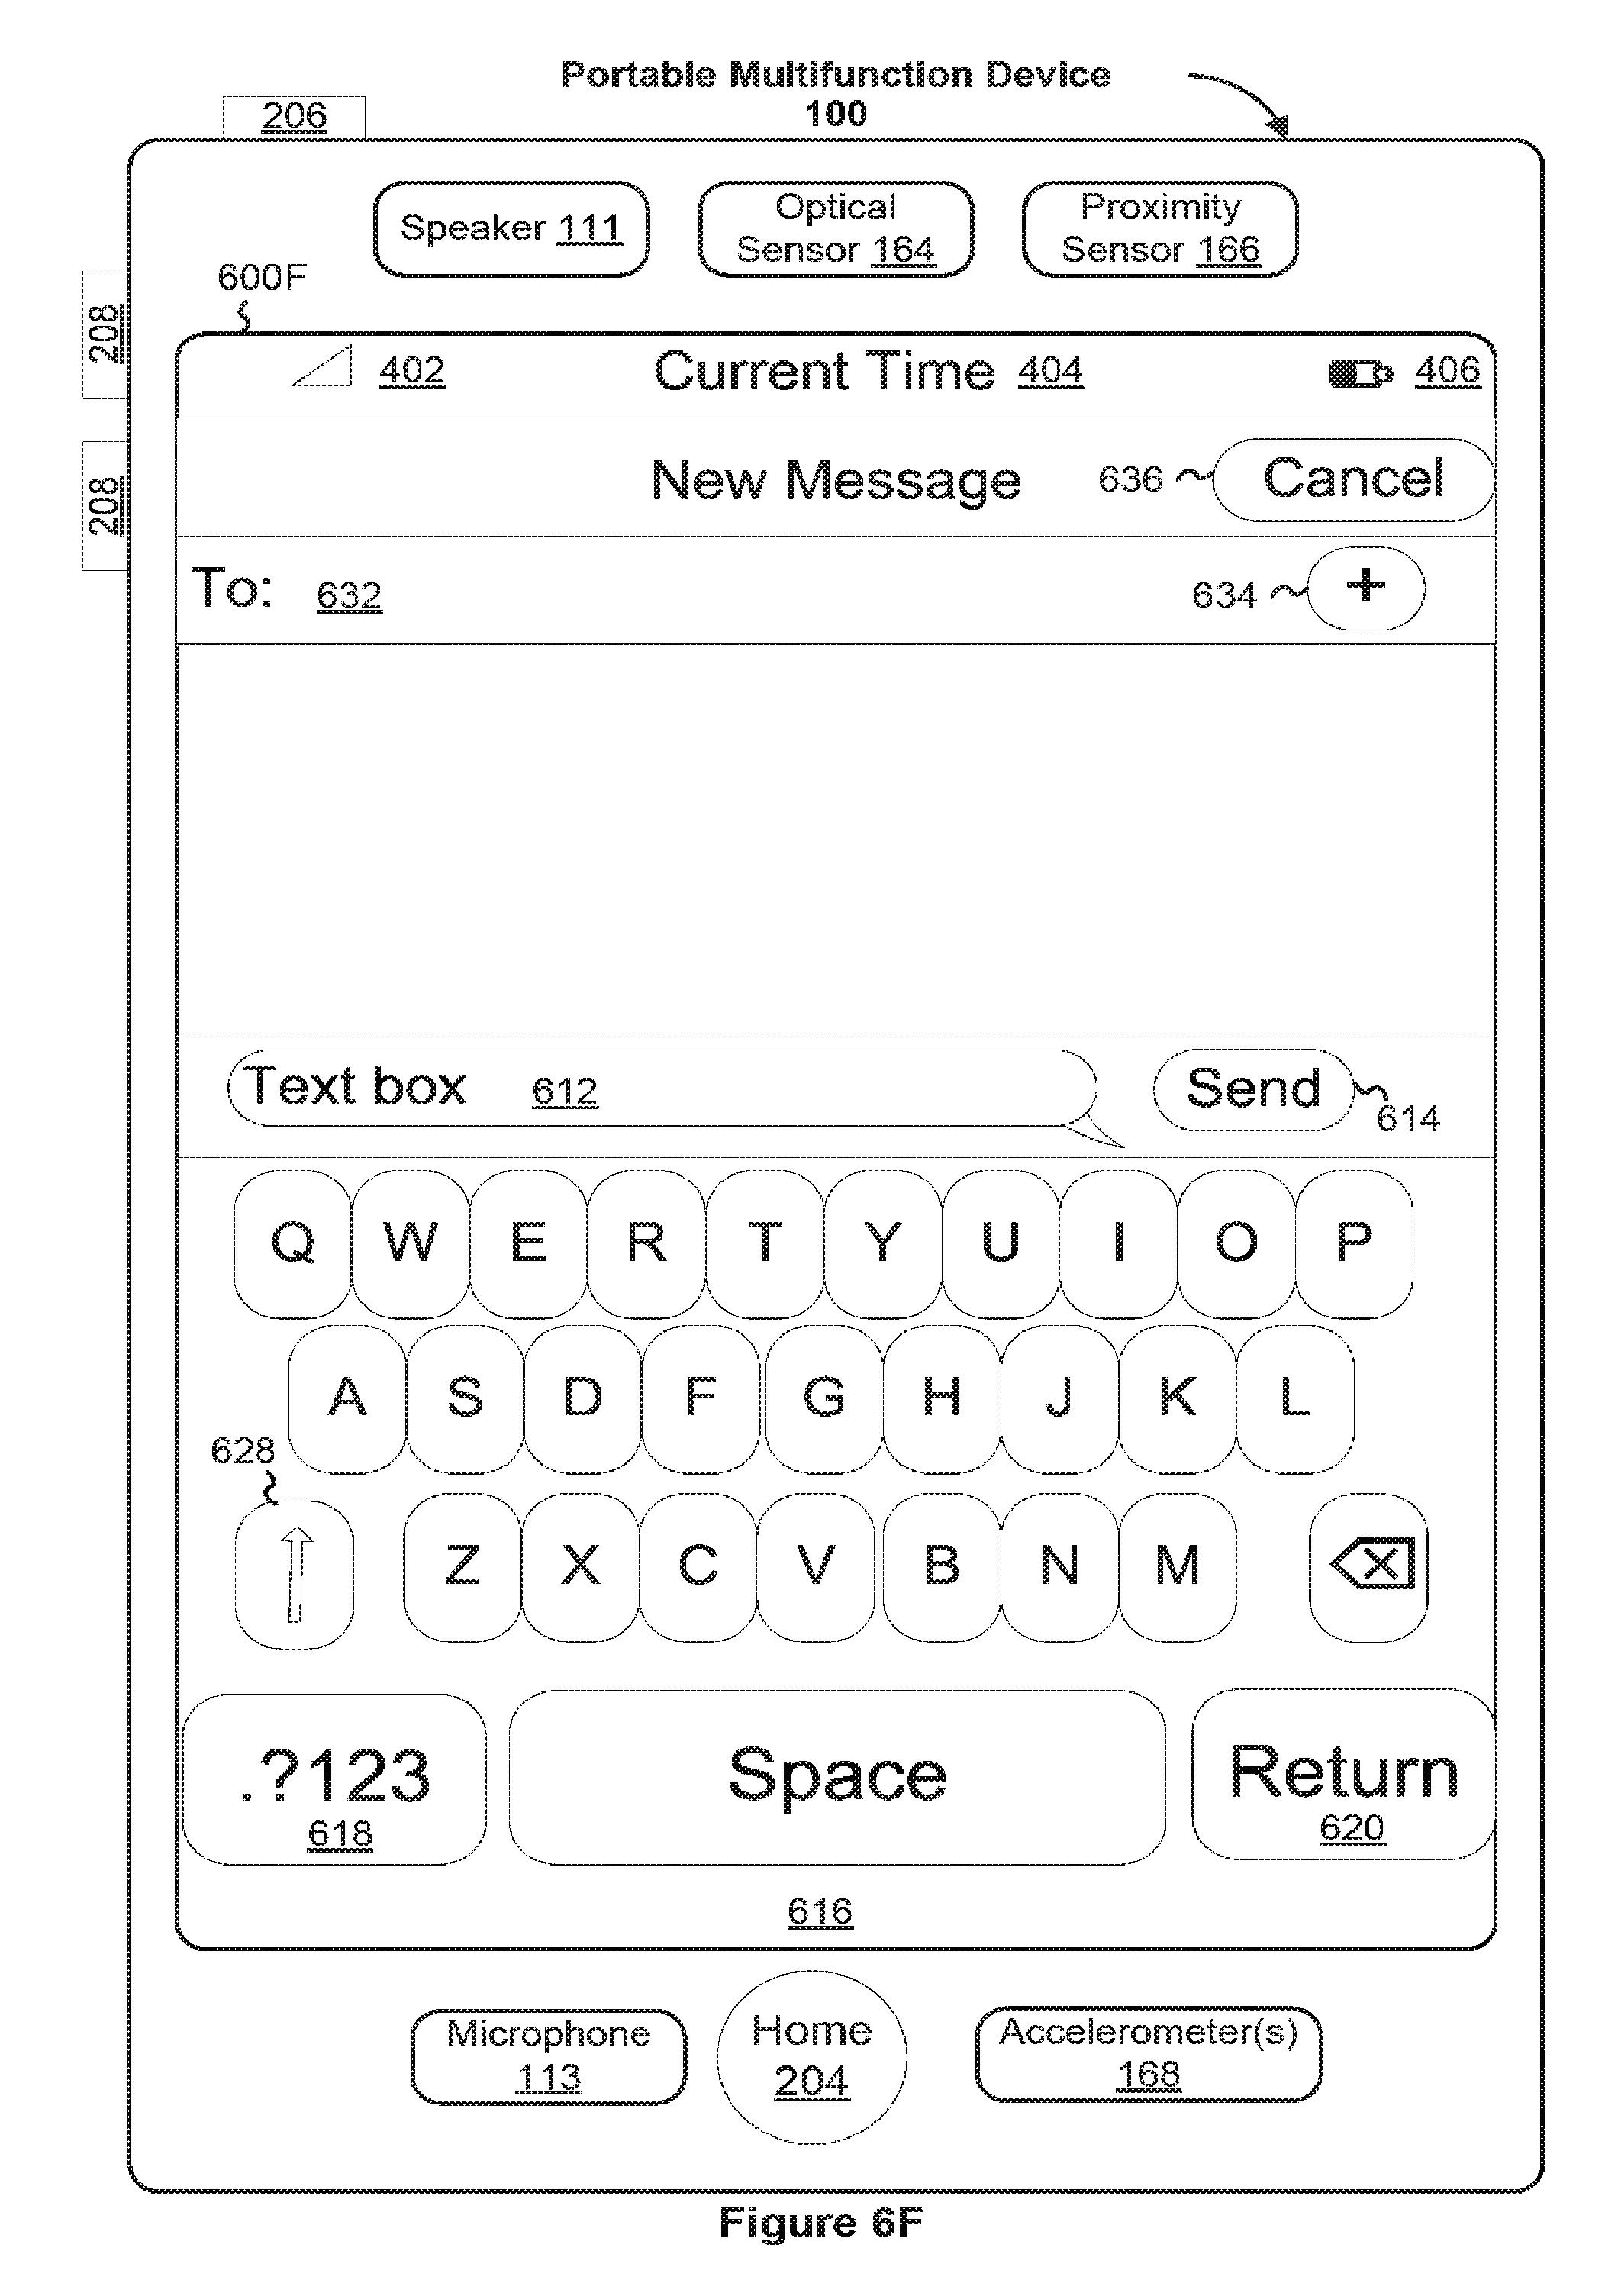 Portable Multifunction Device
100
206
Speaker 111
Optical
Sensor 164
Proximity
Sensor 166
600F
208
208
402
Current Time 404
406
New Message
636
Cancel
To: 632
634
+
Text box 612
Send
614
Q W E R T Y U I O P
A S D F G H J K L
628
Z X C V B N M
.?123
618
Space
Return
620
616
Microphone
113
Home
204
Accelerometer(s)
168
Figure 6F